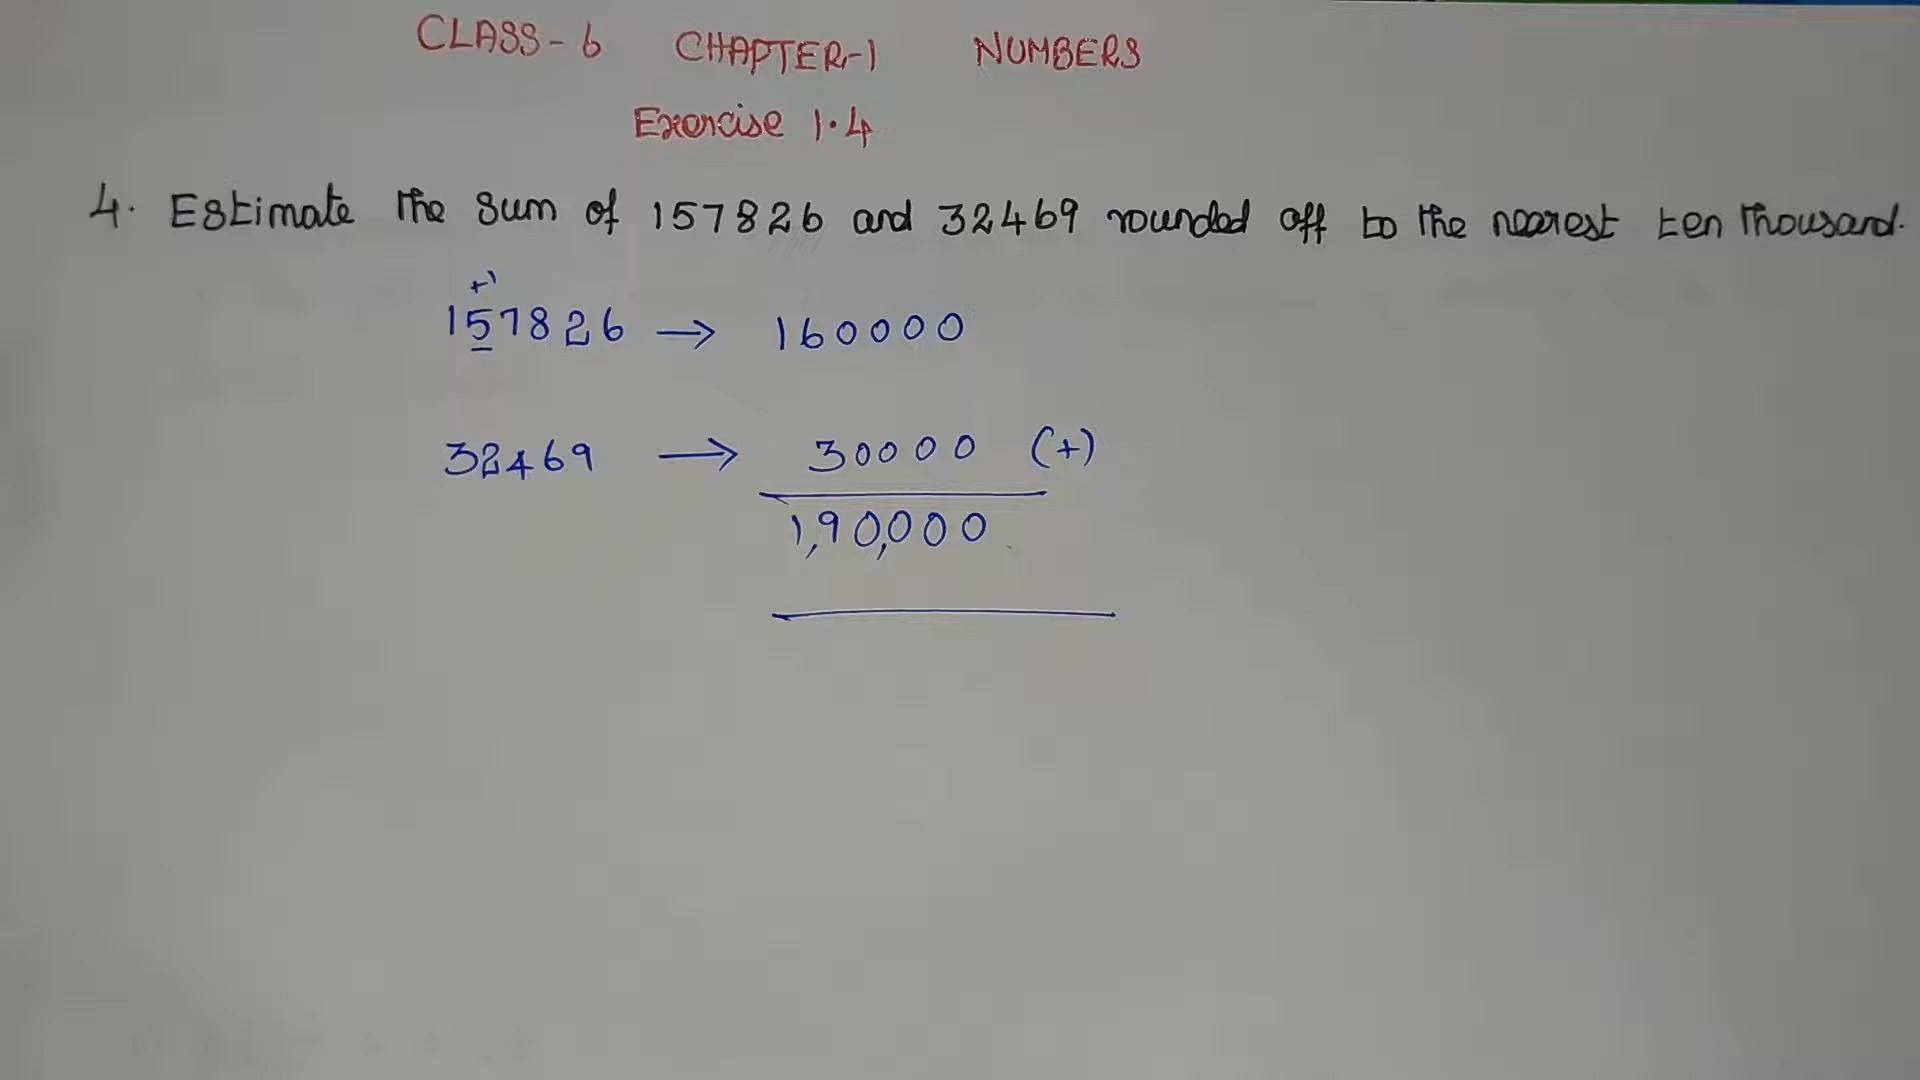 CLASS-6 CHAPTER-1 NUMBERS
Exercise 1.4
4. Estimate the sum of 157826 and 32469 rounded off to the nearest ten thousand.
+1
157826 → 160000
32469 → 30000 (+)
1,90,000